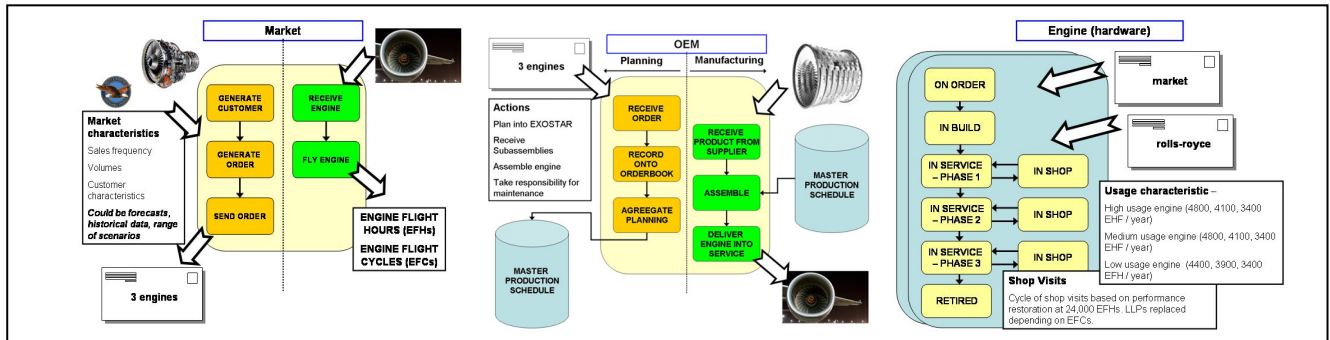 Market
Market
characteristics
Sales frequency
Volumes
Customer
characteristics
Could be forecasts,
historical data, range
of scenarios
GENERATE
CUSTOMER
GENERATE
ORDER
SEND ORDER
3 engines
RECEIVE
ENGINE
FLY ENGINE
ENGINE FLIGHT
HOURS (EFHs)
ENGINE FLIGHT
CYCLES (EFCs)
OEM
Planning
Manufacturing
3 engines
Actions
Plan into EXOSTAR
Receive
Subassemblies
Assemble engine
Take responsibility for
maintenance
RECEIVE
ORDER
RECORD
ONTO
ORDERBOOK
AGREEGATE
PLANNING
MASTER
PRODUCTION
SCHEDULE
RECEIVE
PRODUCT FROM
SUPPLIER
ASSEMBLE
DELIVER
ENGINE INTO
SERVICE
MASTER
PRODUCTION
SCHEDULE
Engine (hardware)
market
rolls-royce
ON ORDER
IN BUILD
IN SERVICE
– PHASE 1
IN SHOP
IN SERVICE
– PHASE 2
IN SHOP
IN SERVICE
– PHASE 3
IN SHOP
RETIRED
Usage characteristic –
High usage engine (4800, 4100, 3400
EHF / year)
Medium usage engine (4800, 4100, 3400
EHF / year)
Low usage engine (4400, 3900, 3400
EFH / year)
Shop Visits
Cycle of shop visits based on performance
restoration at 24,000 EFHs. LLPs replaced
depending on EFCs.